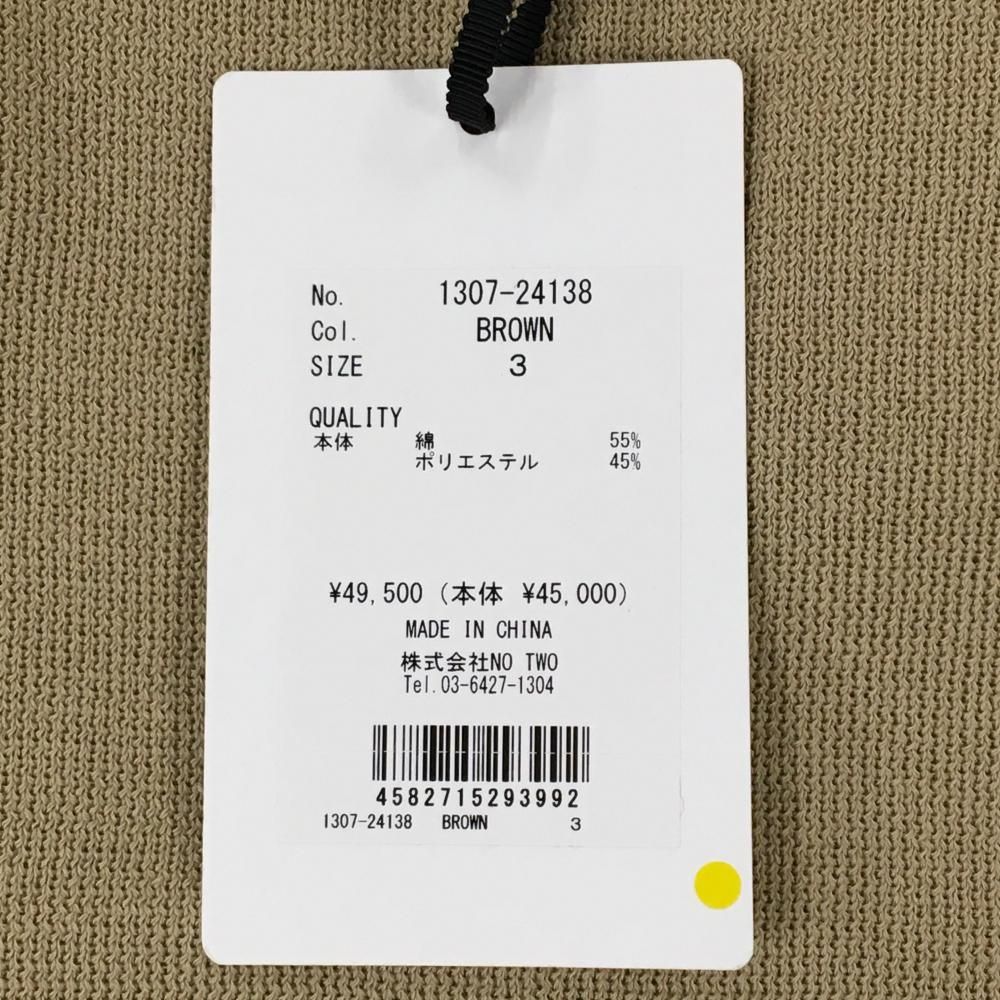 No. 1307-24138
Col. BROWN
SIZE 3
QUALITY
本体 綿 55%
ポリエステル 45%
¥49,500 (本体 ¥45,000)
MADE IN CHINA
株式会社NO TWO
Tel.03-6427-1304
4582715293992
1307-24138 BROWN 3